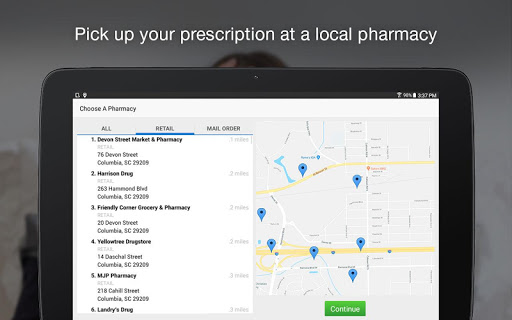 Pick up your prescription at a local pharmacy
90% 3:37 PM
Choose A Pharmacy
ALL RETAIL MAIL ORDER
1. Devon Street Market & Pharmacy .1 miles
RETAIL
76 Devon Street
Columbia, SC 29209
2. Harrison Drug .2 miles
RETAIL
263 Hammond Blvd
Columbia, SC 29209
3. Friendly Corner Grocery & Pharmacy .2 miles
RETAIL
20 Devon Street
Columbia, SC 29209
4. Yellowtree Drugstore .2 miles
RETAIL
14 Daschal Street
Columbia, SC 29209
5. MJP Pharmacy .2 miles
RETAIL
218 Cahill Street
Columbia, SC 29209
6. Landry's Drug .2 miles
Continue